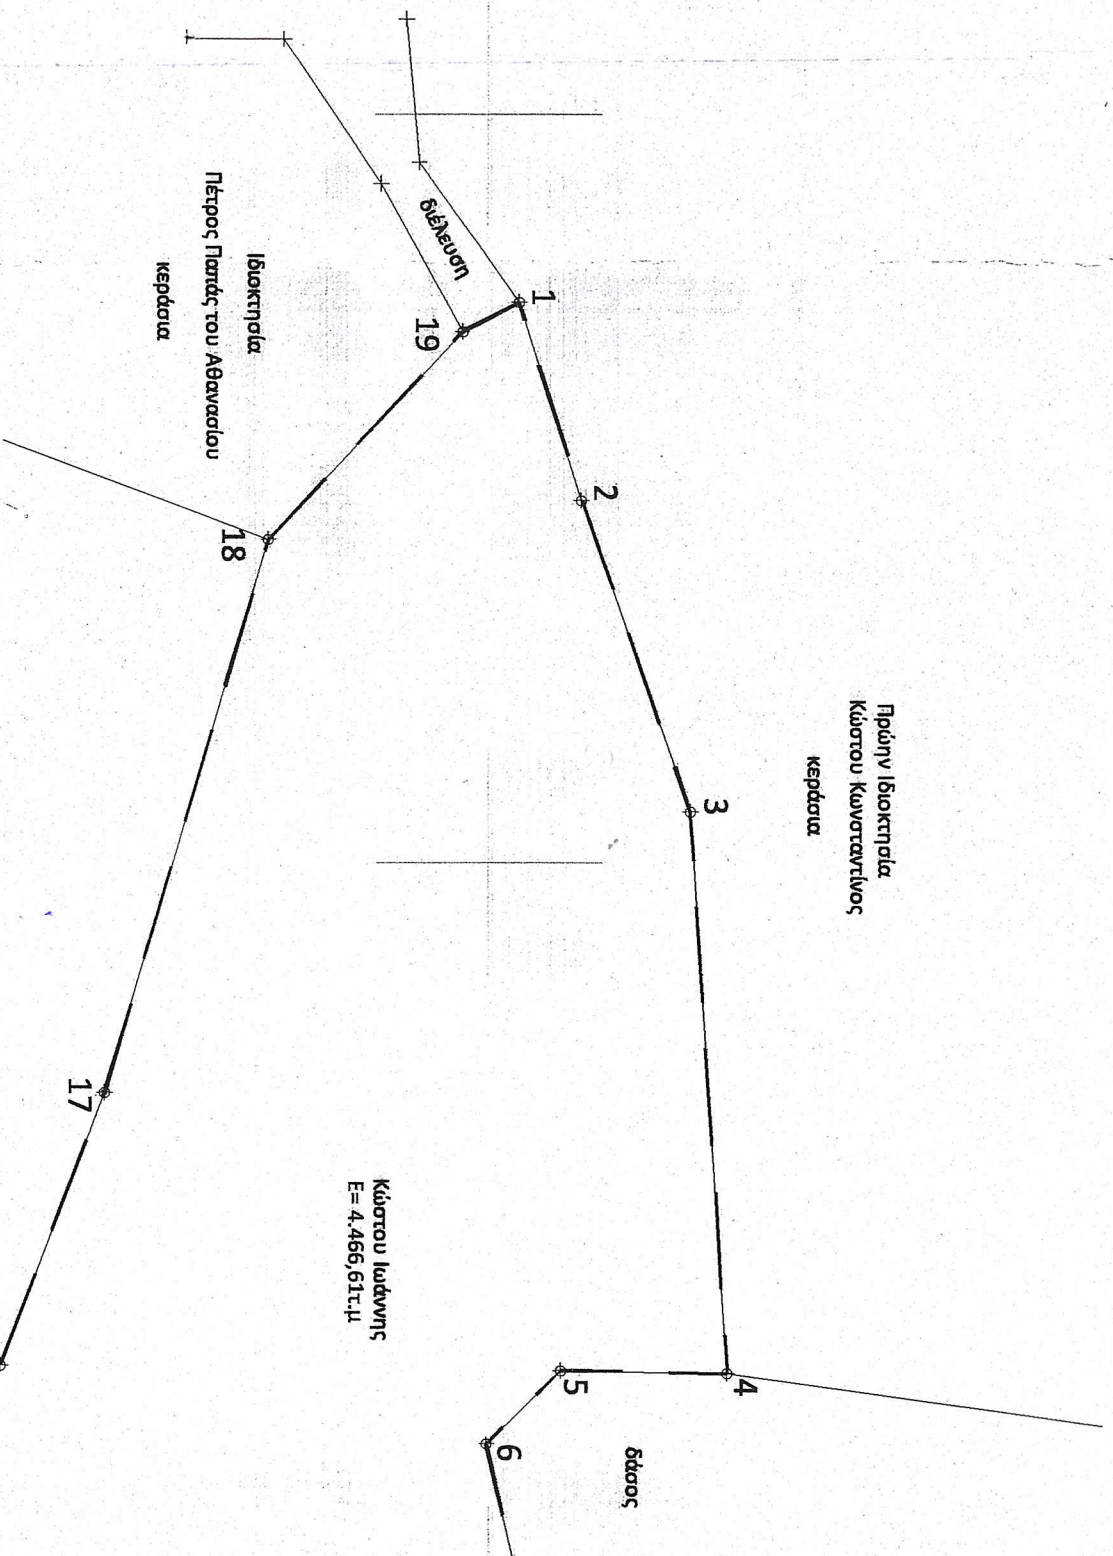 Πρώην Ιδιοκτησία
Κώστου Κωνσταντίνος
κεράσια
4
3
δάσος
2
5
1
6
διέλευση
19
Κώστου Ιωάννης
Ε= 4.466,61τ.μ
Ιδιοκτησία
Πέτρος Παπάς του Αθανασίου
κεράσια
18
17